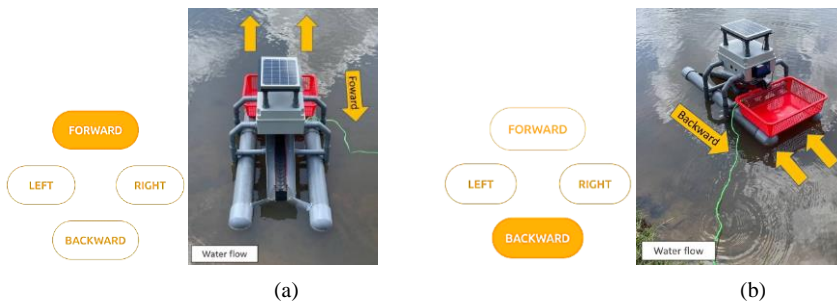 FORWARD
LEFT
RIGHT
BACKWARD
Foward
Water flow
(a)
FORWARD
LEFT
RIGHT
BACKWARD
Backward
Water flow
(b)